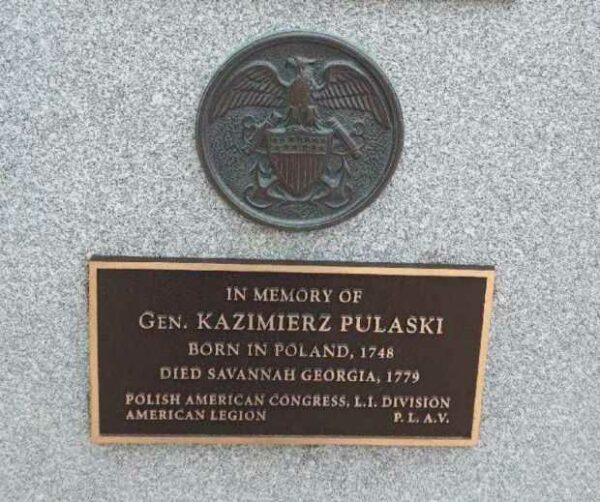 IN MEMORY OF
GEN. KAZIMIERZ PULASKI
BORN IN POLAND, 1748
DIED SAVANNAH GEORGIA, 1779
POLISH AMERICAN CONGRESS, L.I. DIVISION
AMERICAN LEGION P. L. A.V.